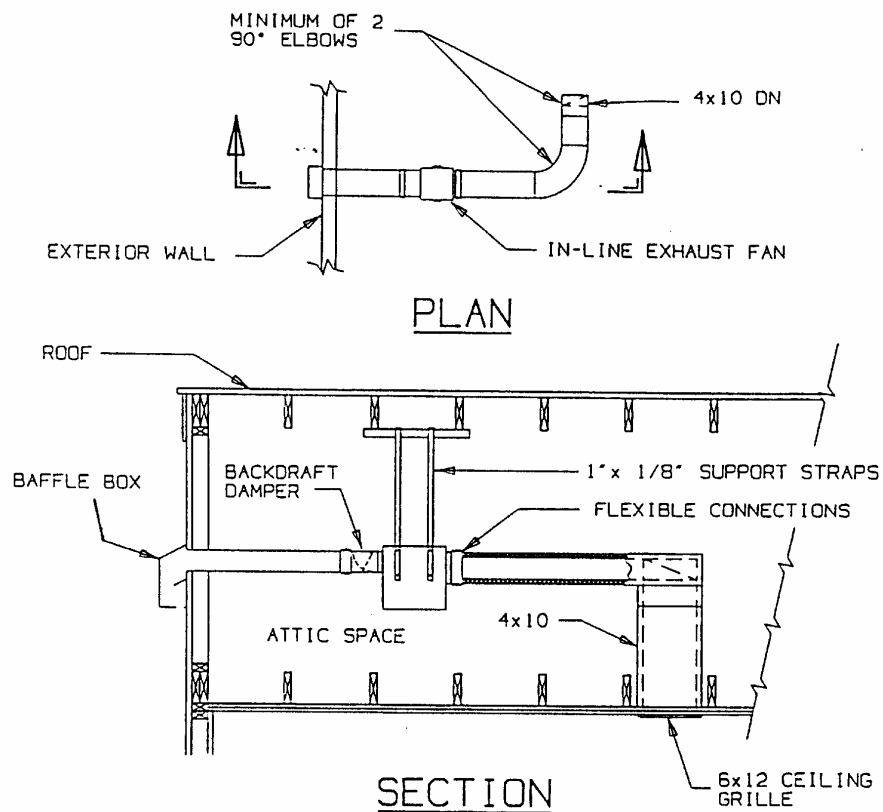 MINIMUM OF 2
90° ELBOWS
4x10 DN
EXTERIOR WALL
IN-LINE EXHAUST FAN
PLAN
ROOF
BAFFLE BOX
BACKDRAFT
DAMPER
1"x 1/8" SUPPORT STRAPS
FLEXIBLE CONNECTIONS
ATTIC SPACE
4x10
6x12 CEILING
GRILLE
SECTION